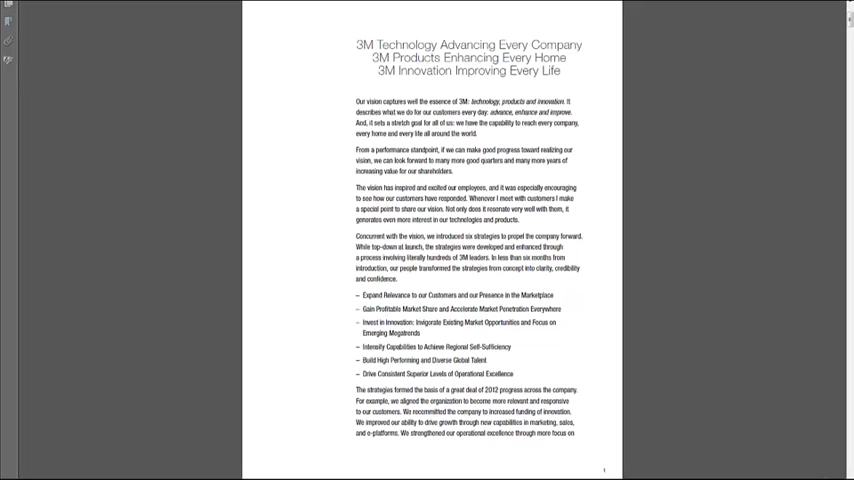 3M Technology Advancing Every Company
3M Products Enhancing Every Home
3M Innovation Improving Every Life
Our vision captures well the essence of 3M: technology, products and innovation. It
describes what we do for our customers every day: advance, enhance and improve.
And, it sets a stretch goal for all of us: we have the capability to reach every company,
every home and every life all around the world.
From a performance standpoint, if we can make good progress toward realizing our
vision, we can look forward to many more good quarters and many more years of
increasing value for our shareholders.
The vision has inspired and excited our employees, and it was especially encouraging
to see how our customers have responded. Whenever I meet with customers I make
a special point to share our vision. Not only does it resonate very well with them, it
generates even more interest in our technologies and products.
Concurrent with the vision, we introduced six strategies to propel the company forward.
While top-down at launch, the strategies were developed and enhanced through
a process involving literally hundreds of 3M leaders. In less than six months from
introduction, our people transformed the strategies from concept into clarity, credibility
and confidence.
– Expand Relevance to our Customers and our Presence in the Marketplace
– Gain Profitable Market Share and Accelerate Market Penetration Everywhere
– Invest in Innovation: Invigorate Existing Market Opportunities and Focus on
Emerging Megatrends
– Intensify Capabilities to Achieve Regional Self-Sufficiency
– Build High Performing and Diverse Global Talent
– Drive Consistent Superior Levels of Operational Excellence
The strategies formed the basis of a great deal of 2012 progress across the company.
For example, we aligned the organization to become more relevant and responsive
to our customers. We recommitted the company to increased funding of innovation.
We improved our ability to drive growth through new capabilities in marketing, sales,
and e-platforms. We strengthened our operational excellence through more focus on
1